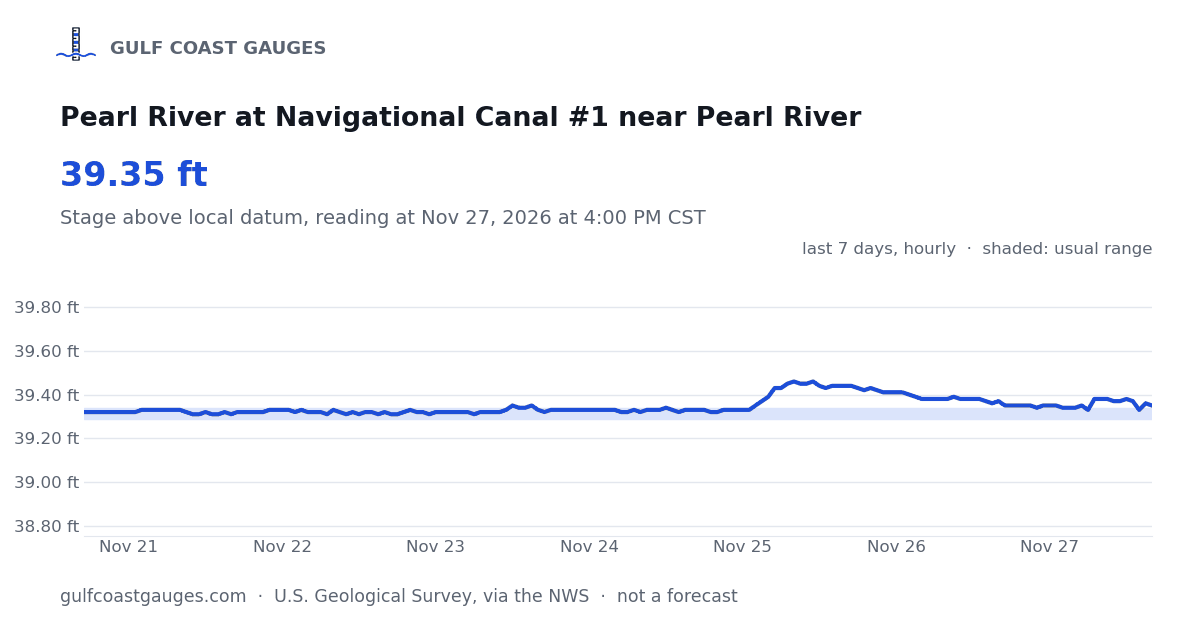 GULF COAST GAUGES
Pearl River at Navigational Canal #1 near Pearl River
39.35 ft
Stage above local datum, reading at Nov 27, 2026 at 4:00 PM CST
last 7 days, hourly · shaded: usual range
39.80 ft
39.60 ft
39.40 ft
39.20 ft
39.00 ft
38.80 ft
Nov 21 Nov 22 Nov 23 Nov 24 Nov 25 Nov 26 Nov 27
gulfcoastgauges.com · U.S. Geological Survey, via the NWS · not a forecast